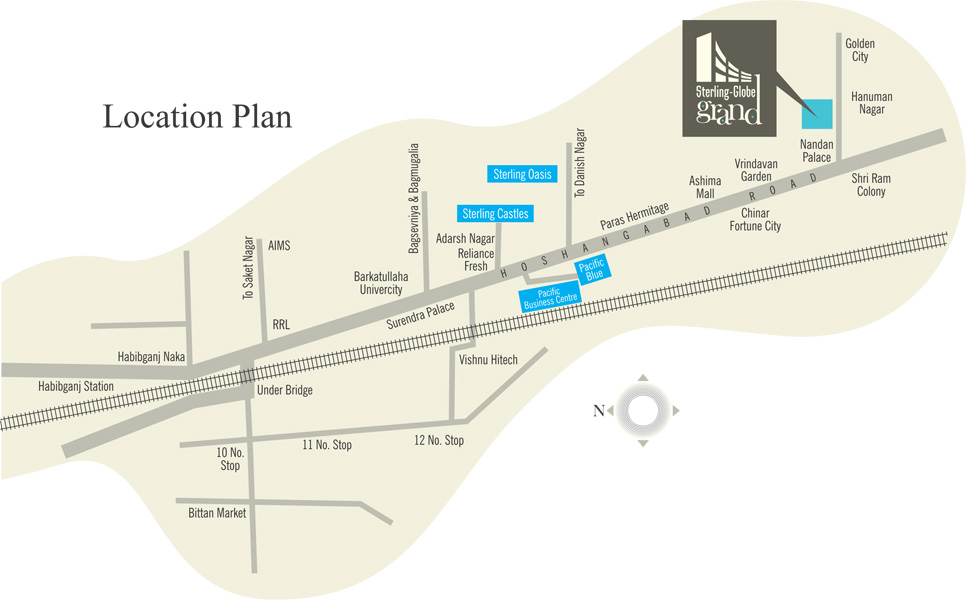 Location Plan
Sterling-Globe
grand
Golden
City
Hanuman
Nagar
Nandan
Palace
Shri Ram
Colony
Vrindavan
Garden
Ashima
Mall
Chinar
Fortune City
Paras Hermitage
HOSHANGABAD ROAD
To Danish Nagar
Sterling Oasis
Sterling Castles
Bagsevniya & Bagmugalia
Adarsh Nagar
Reliance
Fresh
Pacific
Blue
Pacific
Business Centre
Barkatullaha
Univercity
Surendra Palace
To Saket Nagar
AIMS
RRL
Habibganj Naka
Habibganj Station
Under Bridge
Vishnu Hitech
10 No.
Stop
11 No. Stop
12 No. Stop
Bittan Market
N